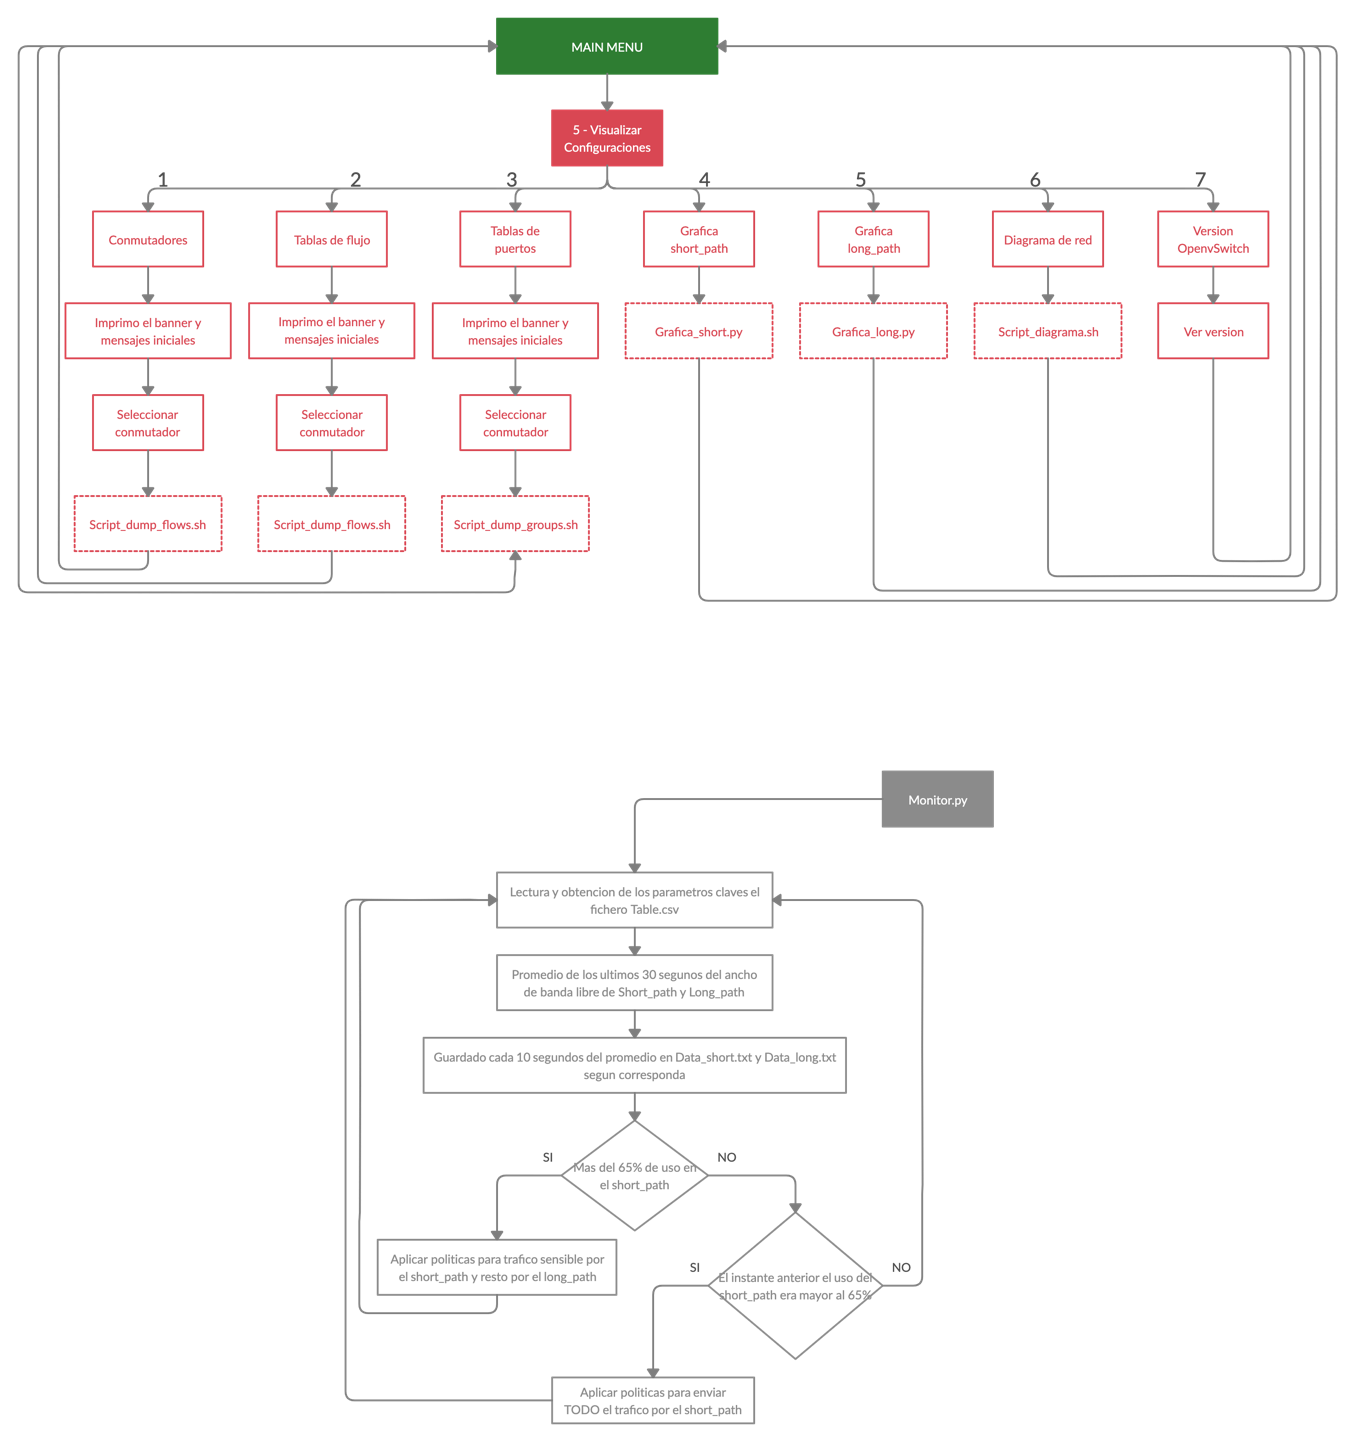 MAIN MENU
5 - Visualizar
Configuraciones
1
2
3
4
5
6
7
Conmutadores
Tablas de flujo
Tablas de
puertos
Grafica
short_path
Grafica
long_path
Diagrama de red
Version
OpenvSwitch
Imprimo el banner y
mensajes iniciales
Imprimo el banner y
mensajes iniciales
Imprimo el banner y
mensajes iniciales
Grafica_short.py
Grafica_long.py
Script_diagrama.sh
Ver version
Seleccionar
conmutador
Seleccionar
conmutador
Seleccionar
conmutador
Script_dump_flows.sh
Script_dump_flows.sh
Script_dump_groups.sh
Monitor.py
Lectura y obtencion de los parametros claves el
fichero Table.csv
Promedio de los ultimos 30 segunos del ancho
de banda libre de Short_path y Long_path
Guardado cada 10 segundos del promedio en Data_short.txt y Data_long.txt
segun corresponda
SI
Mas del 65% de uso en
el short_path
NO
Aplicar politicas para trafico sensible por
el short_path y resto por el long_path
SI
El instante anterior el uso del
short_path era mayor al 65%
NO
Aplicar politicas para enviar
TODO el trafico por el short_path